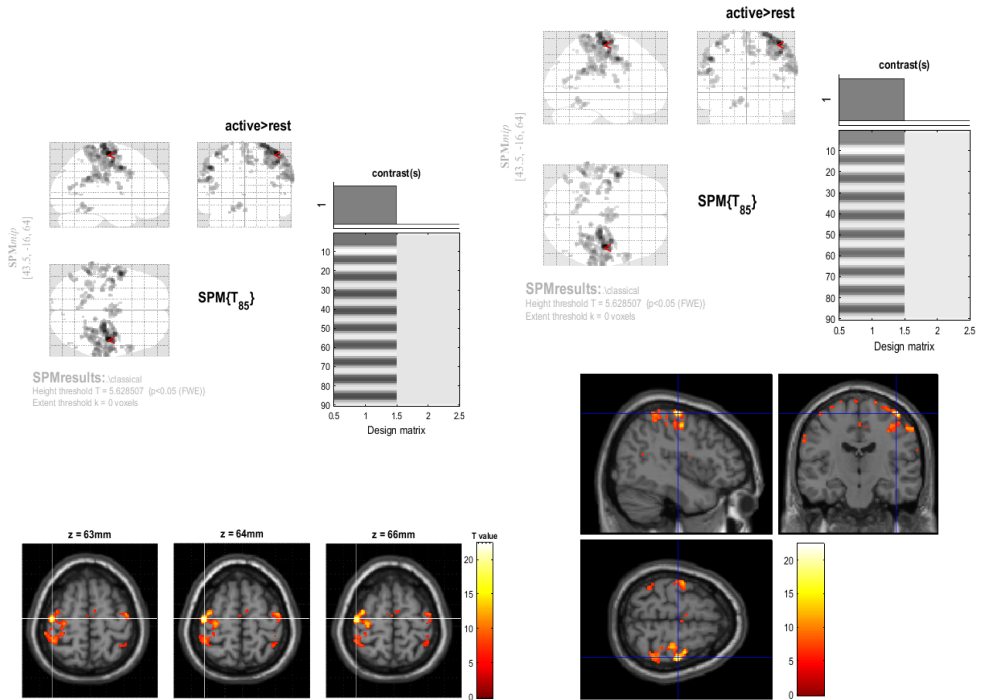 active>rest
contrast(s)
1
SPMmip
[43.5, -16, 64]
SPM{T85}
10
20
30
40
50
60
70
80
90
0.5 1 1.5 2 2.5
Design matrix
SPMresults: .\classical
Height threshold T = 5.628507 {p<0.05 (FWE)}
Extent threshold k = 0 voxels
z = 63mm z = 64mm z = 66mm
T value
20
15
10
5
0
active>rest
contrast(s)
1
SPMmip
[43.5, -16, 64]
SPM{T85}
10
20
30
40
50
60
70
80
90
0.5 1 1.5 2 2.5
Design matrix
SPMresults: .\classical
Height threshold T = 5.628507 {p<0.05 (FWE)}
Extent threshold k = 0 voxels
20
15
10
5
0